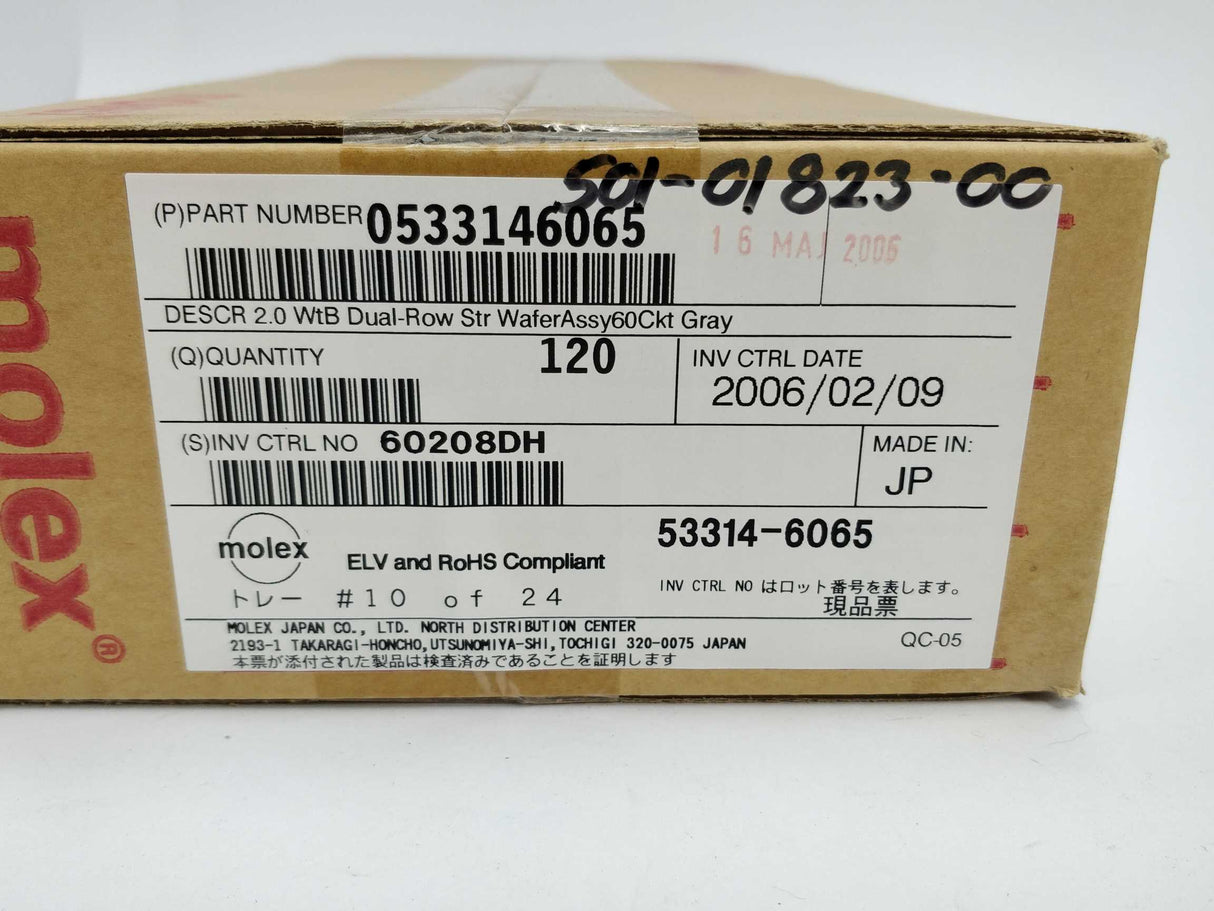 501-01823-00
(P)PART NUMBER 0533146065
16 MAJ 2006
DESCR 2.0 WtB Dual-Row Str WaferAssy60Ckt Gray
(Q)QUANTITY 120
INV CTRL DATE
2006/02/09
(S)INV CTRL NO 60208DH
MADE IN:
JP
molex
ELV and RoHS Compliant
53314-6065
トレー #10 of 24
INV CTRL NO はロット番号を表します。
現品票
MOLEX JAPAN CO., LTD. NORTH DISTRIBUTION CENTER
2193-1 TAKARAGI-HONCHO,UTSUNOMIYA-SHI,TOCHIGI 320-0075 JAPAN
本票が添付された製品は検査済みであることを証明します
QC-05
molex®